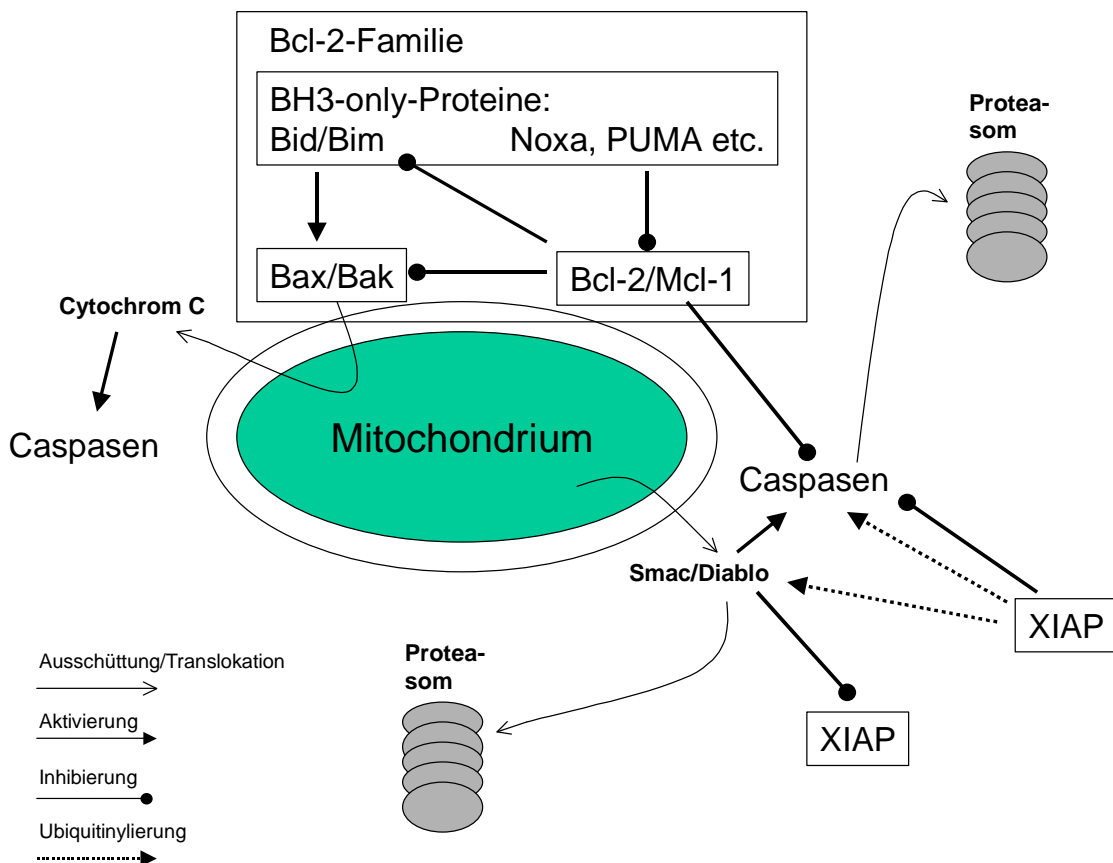 Bcl-2-Familie
BH3-only-Proteine:
Bid/Bim Noxa, PUMA etc.
Protea-
som
Bax/Bak
Bcl-2/Mcl-1
Cytochrom C
Caspasen
Mitochondrium
Caspasen
Smac/Diablo
XIAP
XIAP
Protea-
som
Ausschüttung/Translokation
Aktivierung
Inhibierung
Ubiquitinylierung